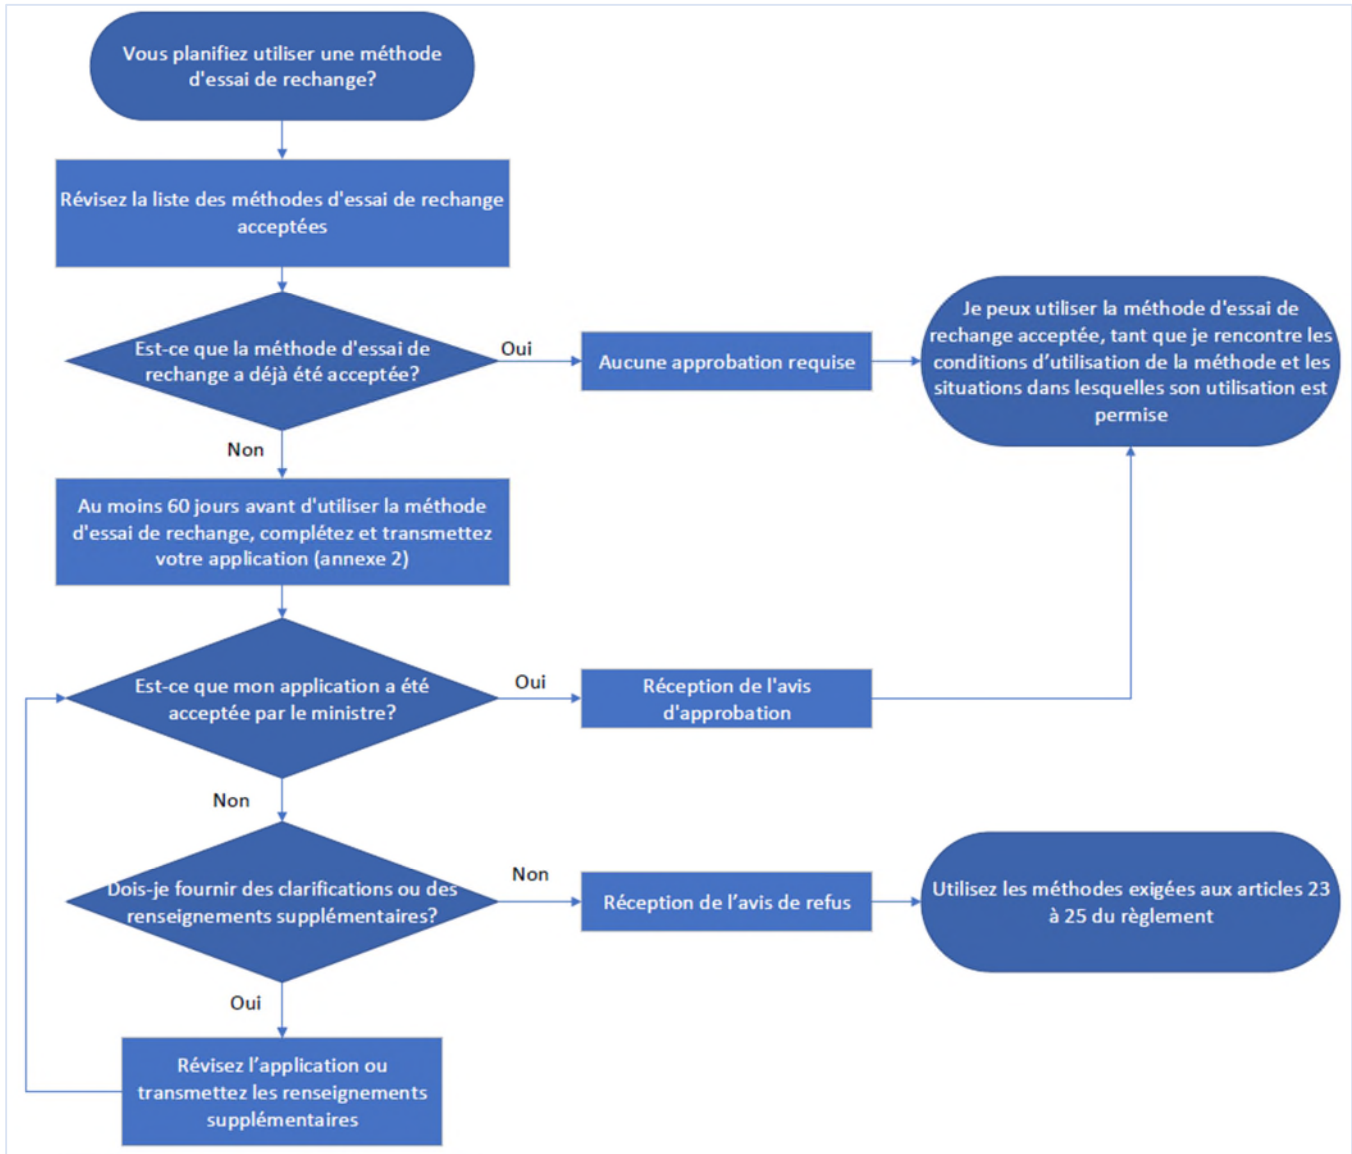 Vous planifiez utiliser une méthode
d'essai de rechange?
Révisez la liste des méthodes d'essai de rechange
acceptées
Est-ce que la méthode d'essai de
rechange a déjà été acceptée?
Oui
Aucune approbation requise
Je peux utiliser la méthode d'essai de
rechange acceptée, tant que je rencontre les
conditions d’utilisation de la méthode et les
situations dans lesquelles son utilisation est
permise
Non
Au moins 60 jours avant d'utiliser la méthode
d'essai de rechange, complétez et transmettez
votre application (annexe 2)
Est-ce que mon application a été
acceptée par le ministre?
Oui
Réception de l'avis
d'approbation
Non
Dois-je fournir des clarifications ou des
renseignements supplémentaires?
Non
Réception de l’avis de refus
Utilisez les méthodes exigées aux articles 23
à 25 du règlement
Oui
Révisez l’application ou
transmettez les renseignements
supplémentaires